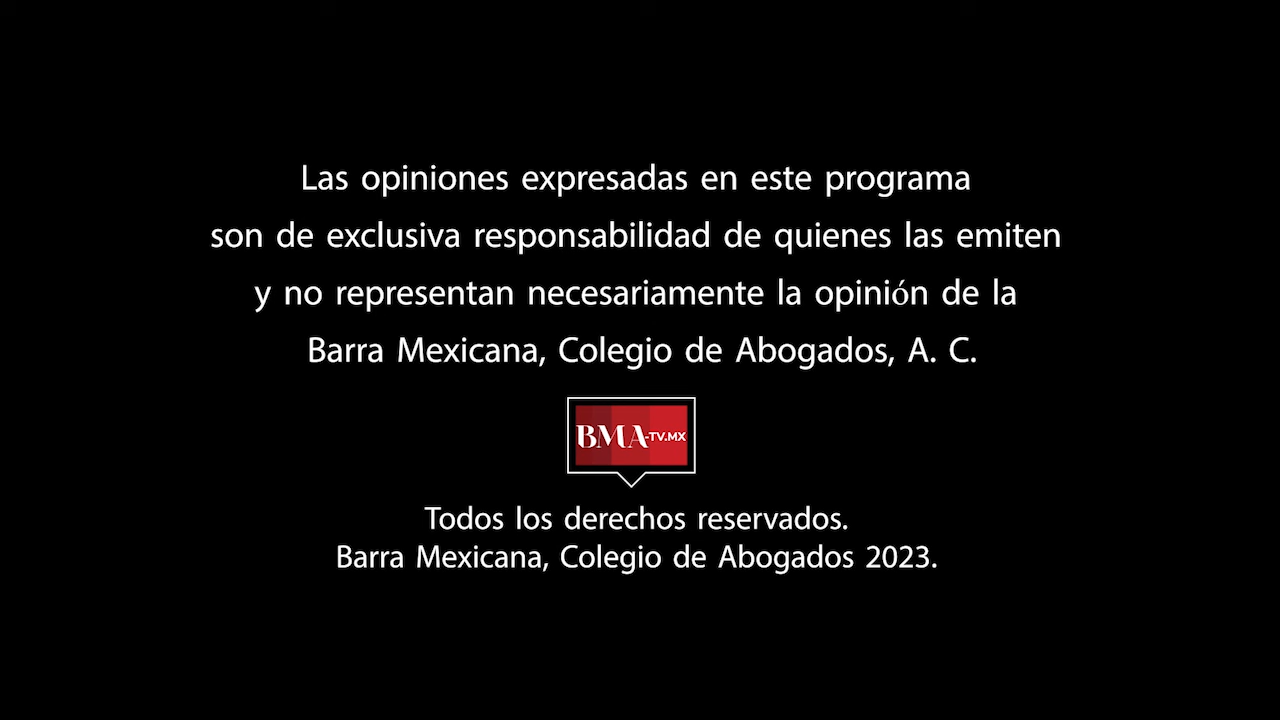 Las opiniones expresadas en este programa
son de exclusiva responsabilidad de quienes las emiten
y no representan necesariamente la opinión de la
Barra Mexicana, Colegio de Abogados, A. C.
BMA-TV.MX
Todos los derechos reservados.
Barra Mexicana, Colegio de Abogados 2023.